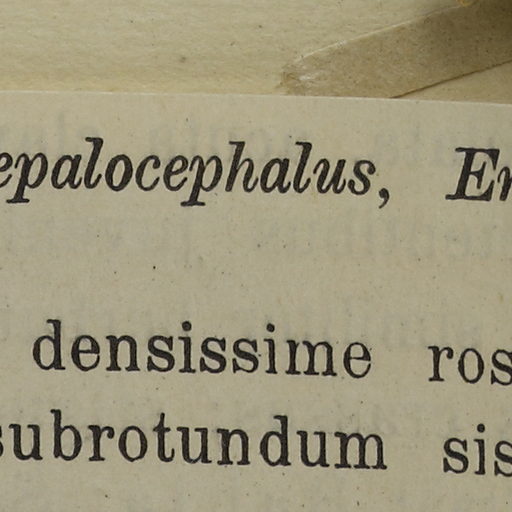 epalocephalus, En
densissime ros
subrotundum sis